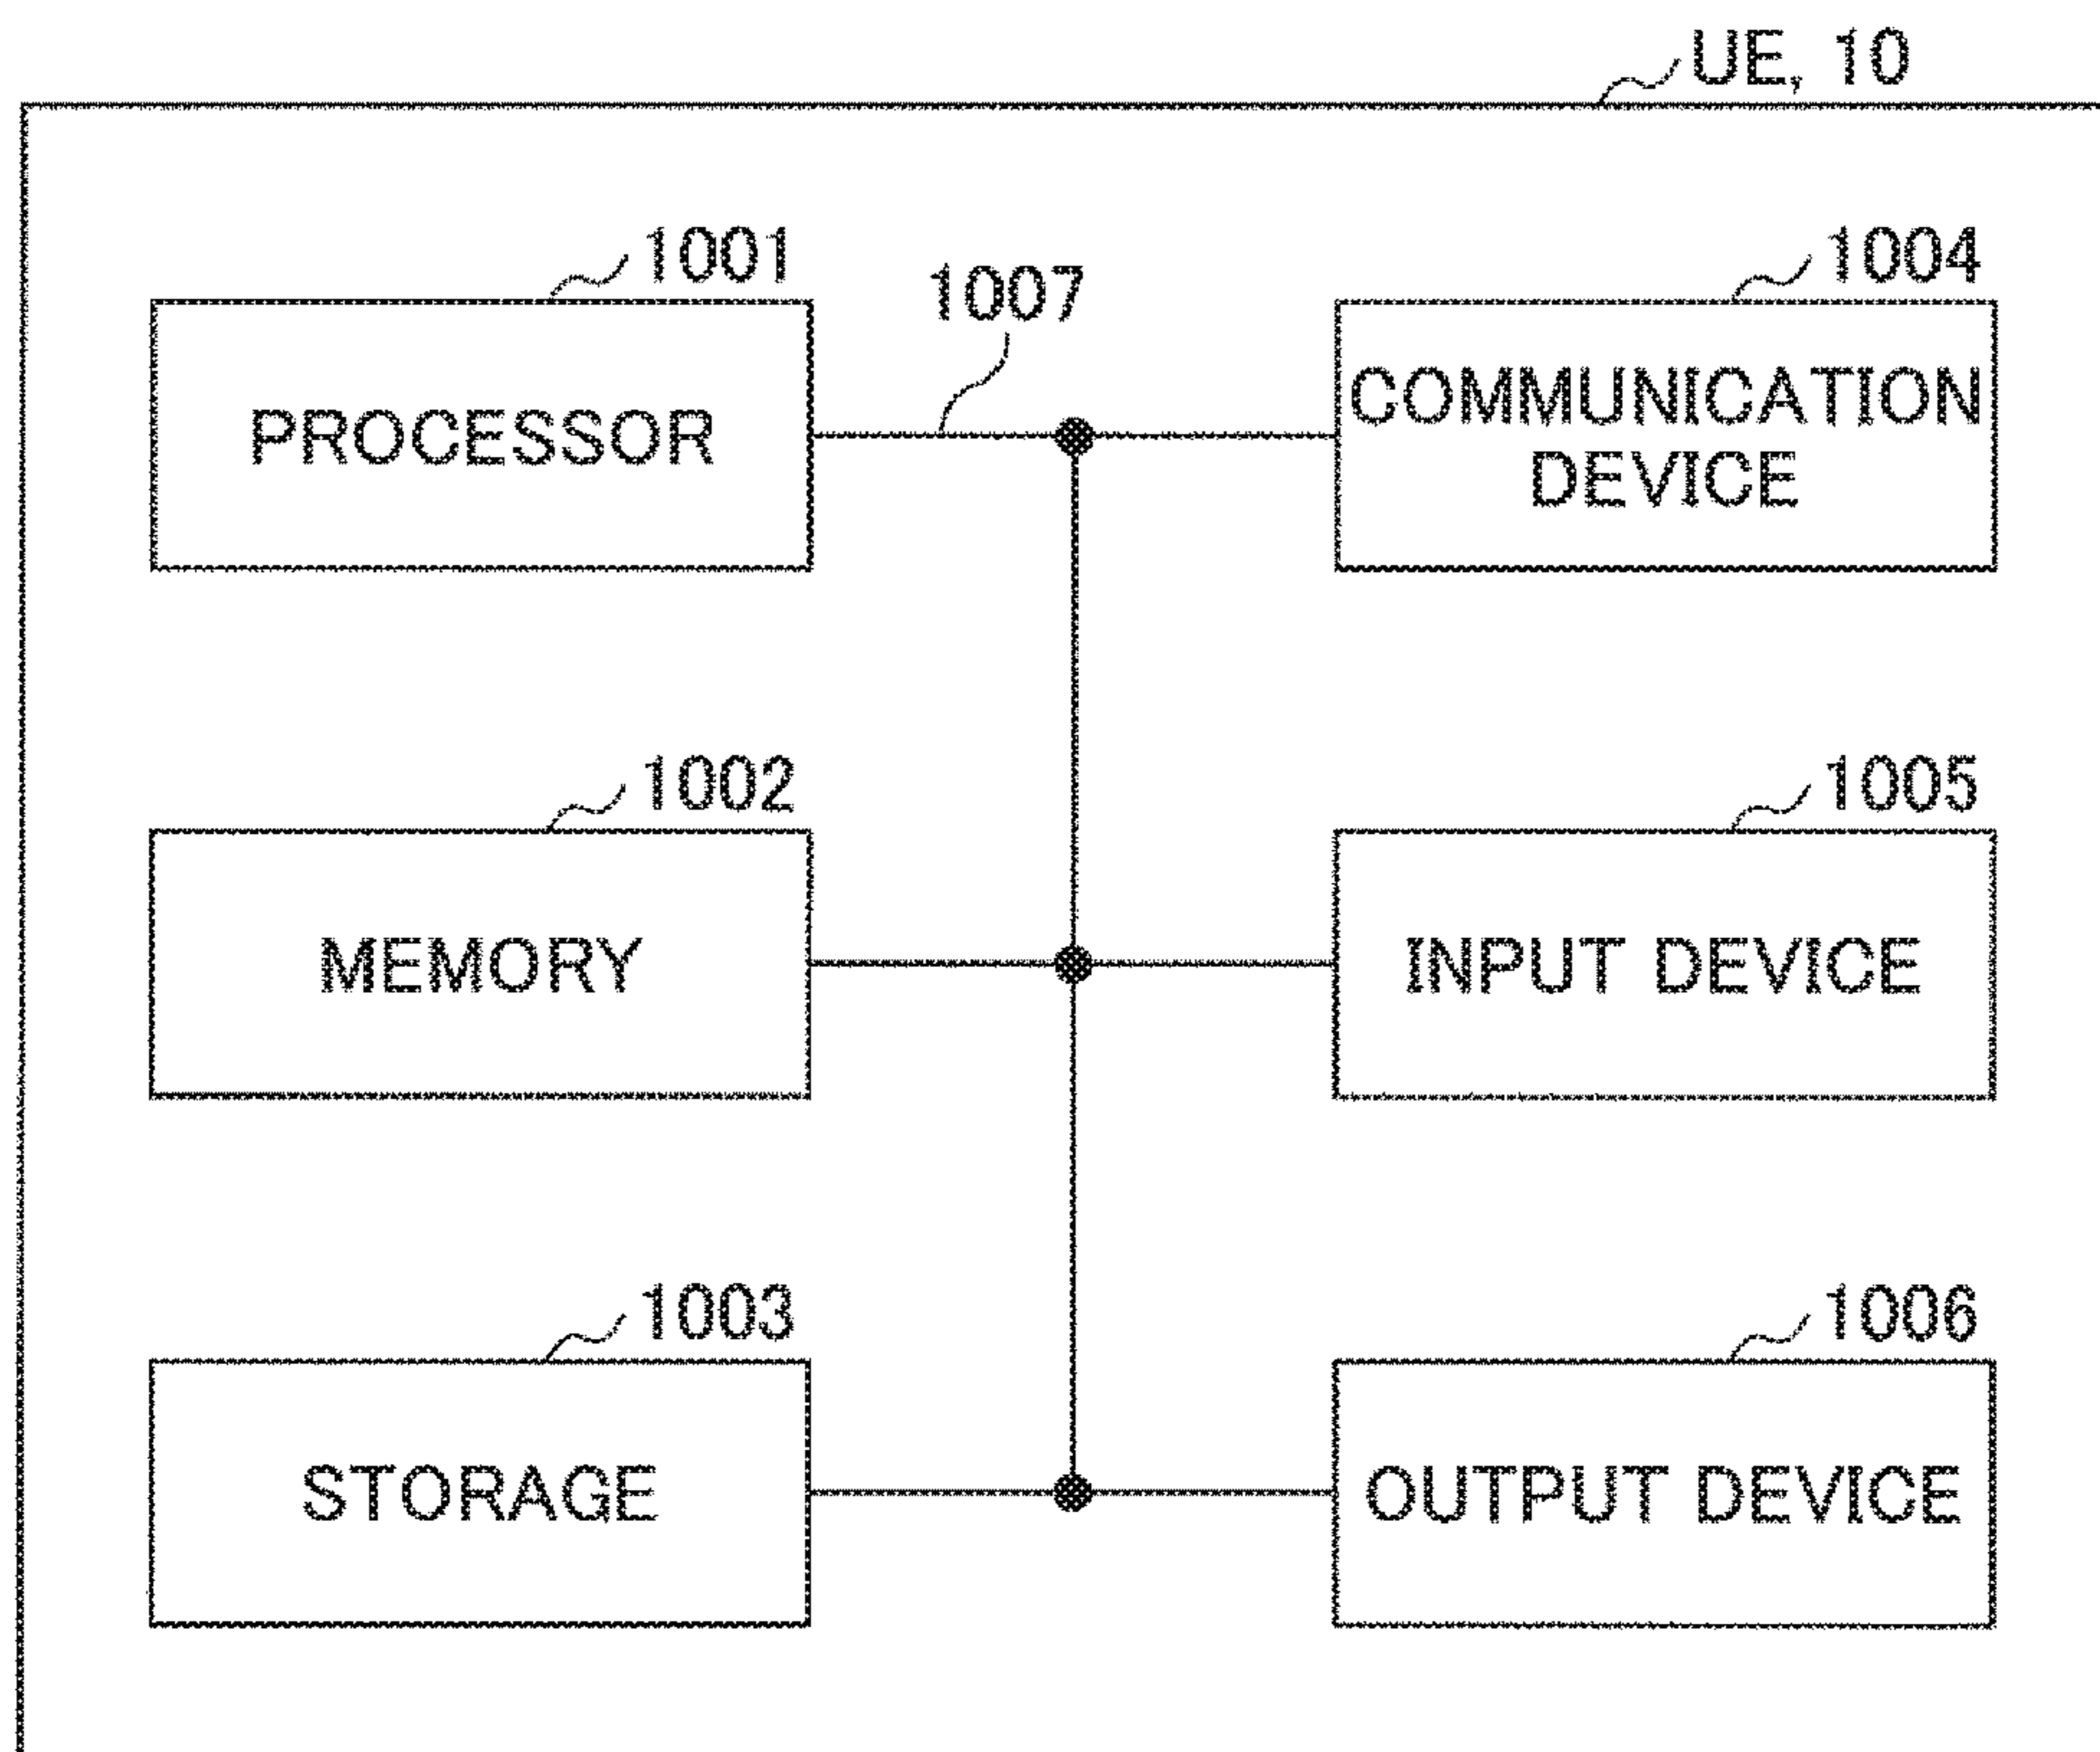 UE, 10
1001
1007
1004
PROCESSOR
COMMUNICATION
DEVICE
1002
1005
MEMORY
INPUT DEVICE
1003
1006
STORAGE
OUTPUT DEVICE